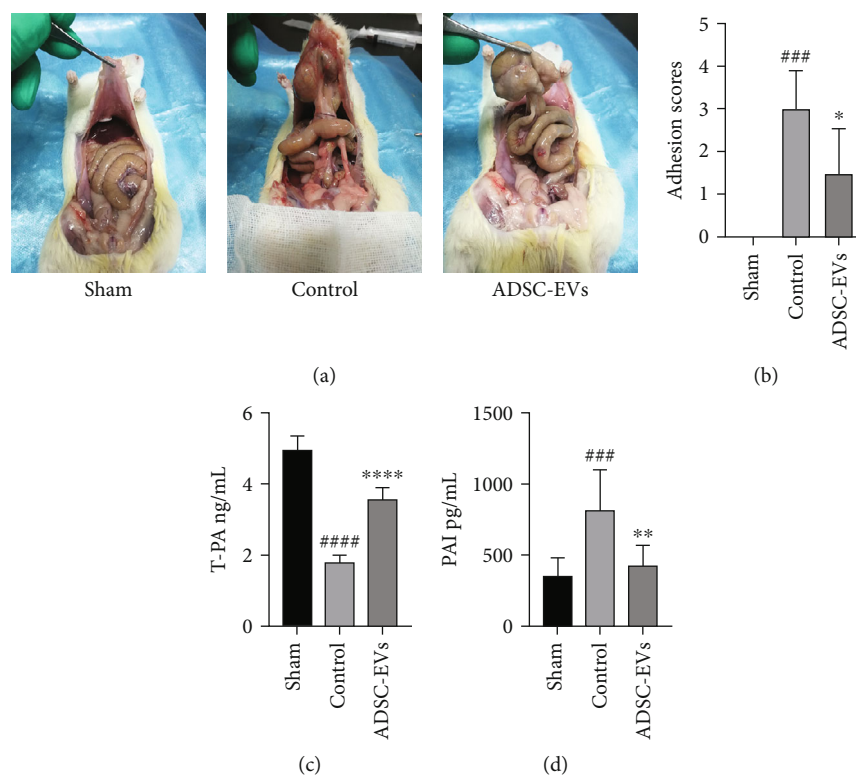 Sham
Control
ADSC-EVs
(a)
Adhesion scores
5
4
3
2
1
0
###
*
Sham
Control
ADSC-EVs
(b)
T-PA ng/mL
6
4
2
0
####
****
Sham
Control
ADSC-EVs
(c)
PAI pg/mL
1500
1000
500
0
###
**
Sham
Control
ADSC-EVs
(d)